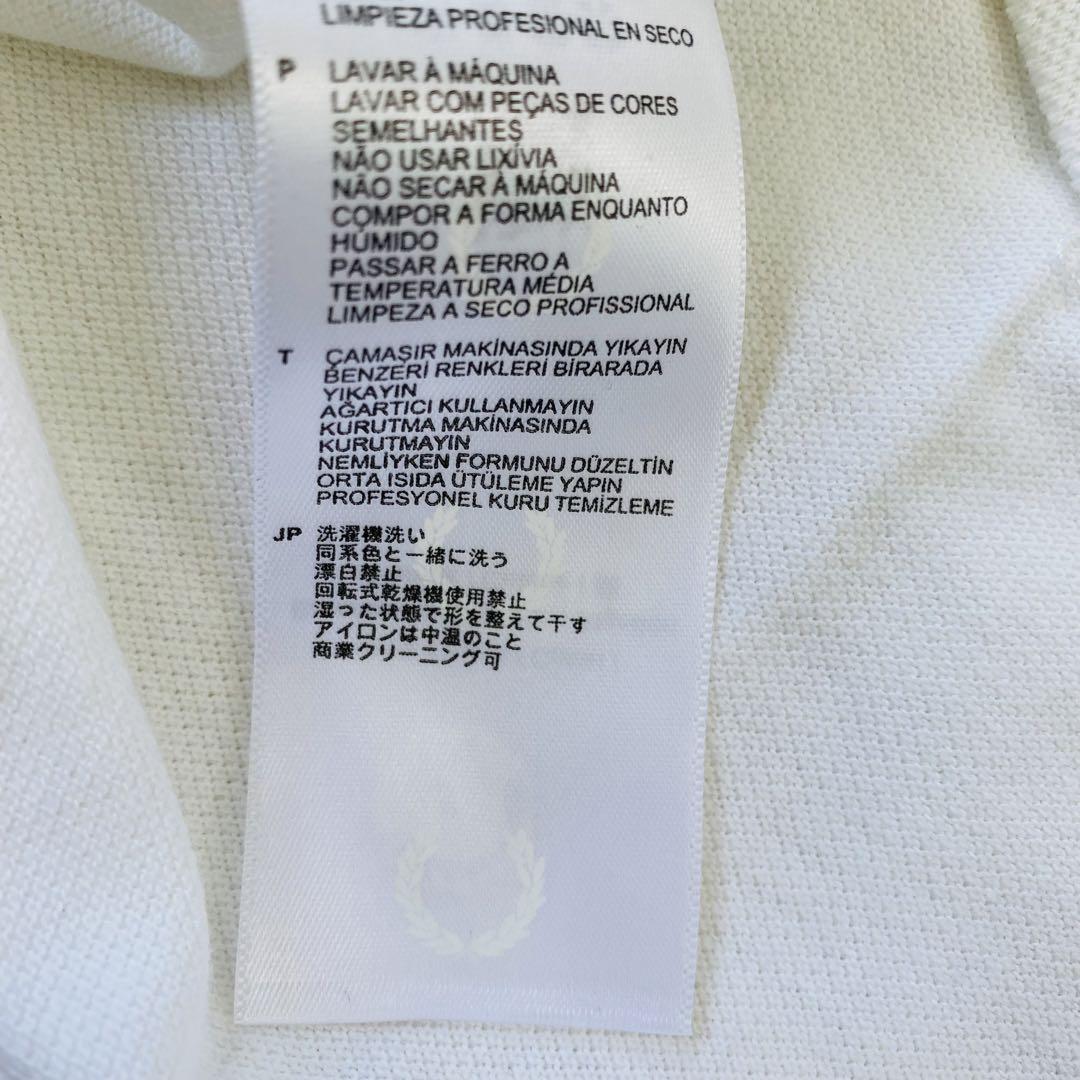 LIMPIEZA PROFESIONAL EN SECO
P LAVAR À MÁQUINA
LAVAR COM PEÇAS DE CORES
SEMELHANTES
NÃO USAR LIXÍVIA
NÃO SECAR À MÁQUINA
COMPOR A FORMA ENQUANTO
HÚMIDO
PASSAR A FERRO A
TEMPERATURA MÉDIA
LIMPEZA A SECO PROFISSIONAL
T ÇAMAŞIR MAKİNASINDA YIKAYIN
BENZERİ RENKLERİ BİRARADA
YIKAYIN
AĞARTICI KULLANMAYIN
KURUTMA MAKİNASINDA
KURUTMAYIN
NEMLİYKEN FORMUNU DÜZELTİN
ORTA ISIDA ÜTÜLEME YAPIN
PROFESYONEL KURU TEMİZLEME
JP 洗濯機洗い
同系色と一緒に洗う
漂白禁止
回転式乾燥機使用禁止
湿った状態で形を整えて干す
アイロンは中温のこと
商業クリーニング可